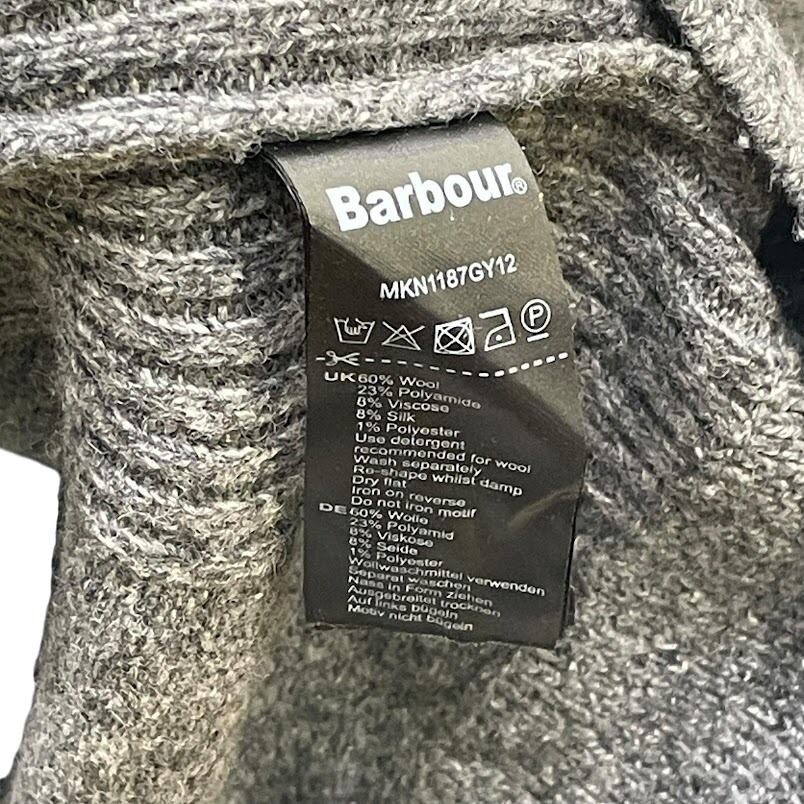 Barbour®
MKN1187GY12
P
UK 60% Wool
23% Polyamide
8% Viscose
8% Silk
1% Polyester
Use detergent
recommended for wool
Wash separately
Re-shape whilst damp
Dry flat
Iron on reverse
Do not iron motif
DE 60% Wolle
23% Polyamid
8% Viskose
8% Seide
1% Polyester
Wollwaschmittel verwenden
Separat waschen
Nass in Form ziehen
Ausgebreitet trocknen
Auf links bügeln
Motiv nicht bügeln